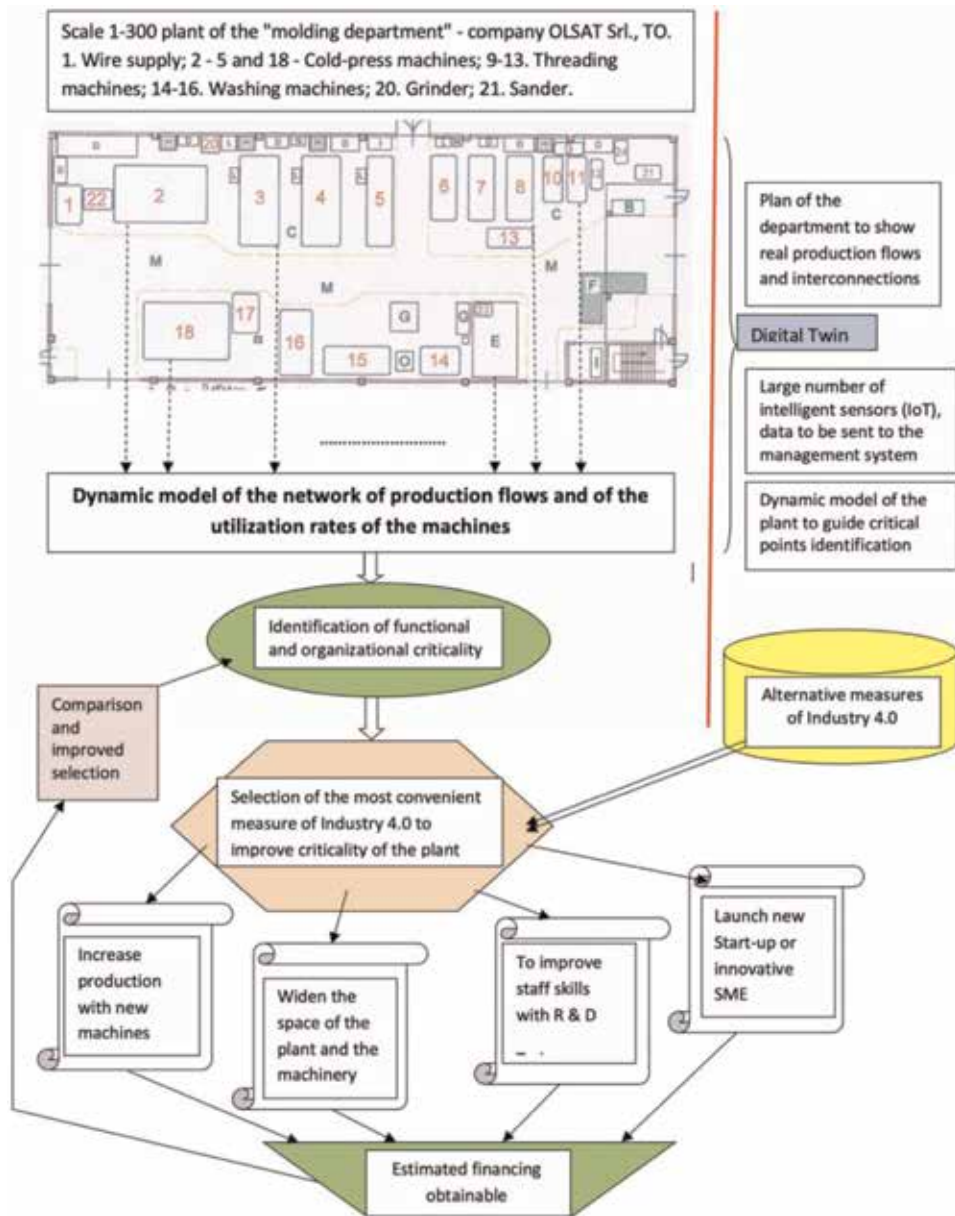 Scale 1-300 plant of the "molding department" - company OLSAT Srl., TO.
1. Wire supply; 2 - 5 and 18 - Cold-press machines; 9-13. Threading
machines; 14-16. Washing machines; 20. Grinder; 21. Sander.
20
1
22
2
3
4
5
6
7
8
10
11
21
13
B
C
C
M
M
M
F
17
18
16
15
14
G
O
E
Plan of the
department to show
real production flows
and interconnections
Digital Twin
Large number of
intelligent sensors (IoT),
data to be sent to the
management system
Dynamic model of the
plant to guide critical
points identification
Dynamic model of the network of production flows and of the
utilization rates of the machines
Identification of functional
and organizational criticality
Alternative measures
of Industry 4.0
Comparison
and
improved
selection
Selection of the most convenient
measure of Industry 4.0 to
improve criticality of the plant
Increase
production
with new
machines
Widen the
space of the
plant and the
machinery
To improve
staff skills
with R & D
Launch new
Start-up or
innovative
SME
Estimated financing
obtainable